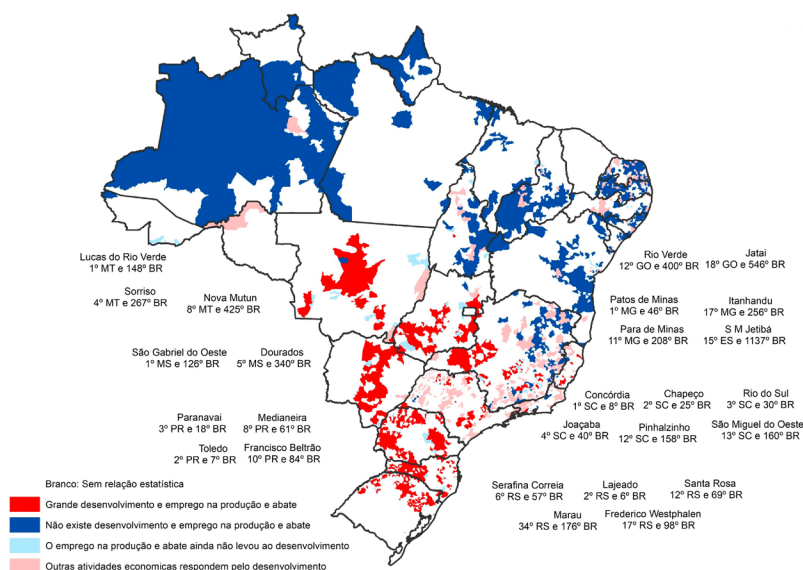 Lucas do Rio Verde
1º MT e 148º BR
Sorriso
4º MT e 267º BR
Nova Mutun
8º MT e 425º BR
São Gabriel do Oeste
1º MS e 126º BR
Dourados
5º MS e 340º BR
Paranavai
3º PR e 18º BR
Medianeira
8º PR e 61º BR
Toledo
2º PR e 7º BR
Francisco Beltrão
10º PR e 84º BR
Rio Verde
12º GO e 400º BR
Jatai
18º GO e 546º BR
Patos de Minas
1º MG e 46º BR
Itanhandu
17º MG e 256º BR
Para de Minas
11º MG e 208º BR
S M Jetibá
15º ES e 1137º BR
Concórdia
1º SC e 8º BR
Chapeço
2º SC e 25º BR
Rio do Sul
3º SC e 30º BR
Joaçaba
4º SC e 40º BR
Pinhalzinho
12º SC e 158º BR
São Miguel do Oeste
13º SC e 160º BR
Serafina Correia
6º RS e 57º BR
Lajeado
2º RS e 6º BR
Santa Rosa
12º RS e 69º BR
Marau
34º RS e 176º BR
Frederico Westphalen
17º RS e 98º BR
Branco: Sem relação estatística
Grande desenvolvimento e emprego na produção e abate
Não existe desenvolvimento e emprego na produção e abate
O emprego na produção e abate ainda não levou ao desenvolvimento
Outras atividades economicas respondem pelo desenvolvimento